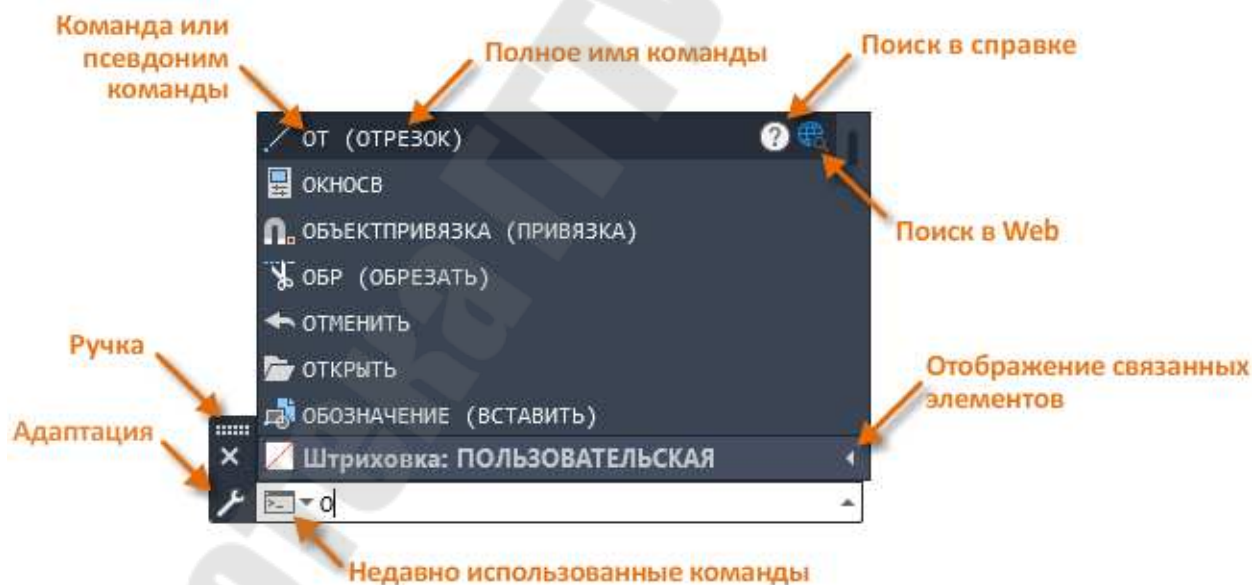 Команда или
псевдоним
команды
Полное имя команды
Поиск в справке
ОТ (ОТРЕЗОК)
?
ОКНОСВ
ОБЪЕКТПРИВЯЗКА (ПРИВЯЗКА)
Поиск в Web
ОБР (ОБРЕЗАТЬ)
ОТМЕНИТЬ
Ручка
ОТКРЫТЬ
Отображение связанных
элементов
ОБОЗНАЧЕНИЕ (ВСТАВИТЬ)
Адаптация
Штриховка: ПОЛЬЗОВАТЕЛЬСКАЯ
О
Недавно использованные команды